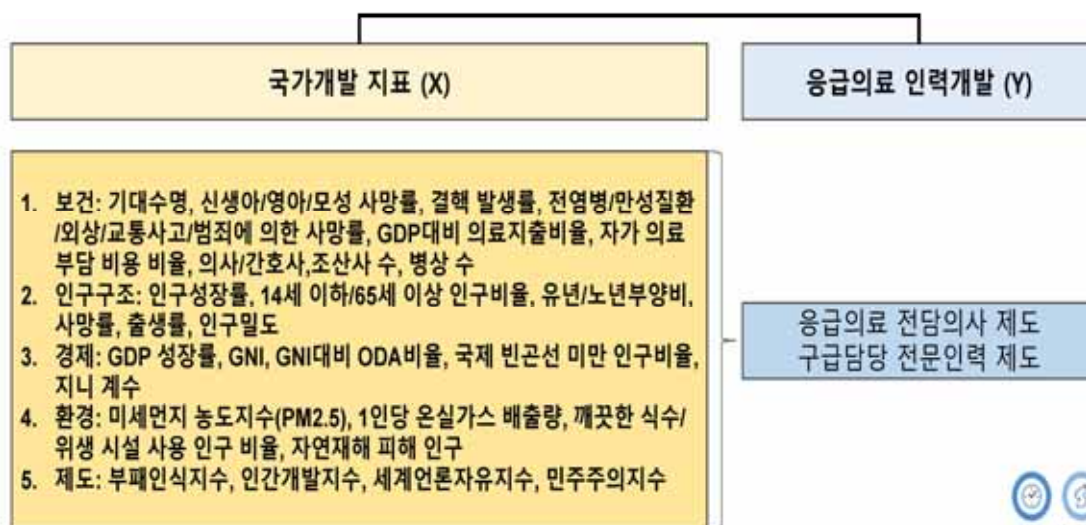 국가개발 지표 (X)
응급의료 인력개발 (Y)
1. 보건: 기대수명, 신생아/영아/모성 사망률, 결핵 발생률, 전염병/만성질환
/외상/교통사고/범죄에 의한 사망률, GDP대비 의료지출비율, 자가 의료
부담 비용 비율, 의사/간호사,조산사 수, 병상 수
2. 인구구조: 인구성장률, 14세 이하/65세 이상 인구비율, 유년/노년부양비,
사망률, 출생률, 인구밀도
3. 경제: GDP 성장률, GNI, GNI대비 ODA비율, 국제 빈곤선 미만 인구비율,
지니 계수
4. 환경: 미세먼지 농도지수(PM2.5), 1인당 온실가스 배출량, 깨끗한 식수/
위생 시설 사용 인구 비율, 자연재해 피해 인구
5. 제도: 부패인식지수, 인간개발지수, 세계언론자유지수, 민주주의지수
응급의료 전담의사 제도
구급담당 전문인력 제도